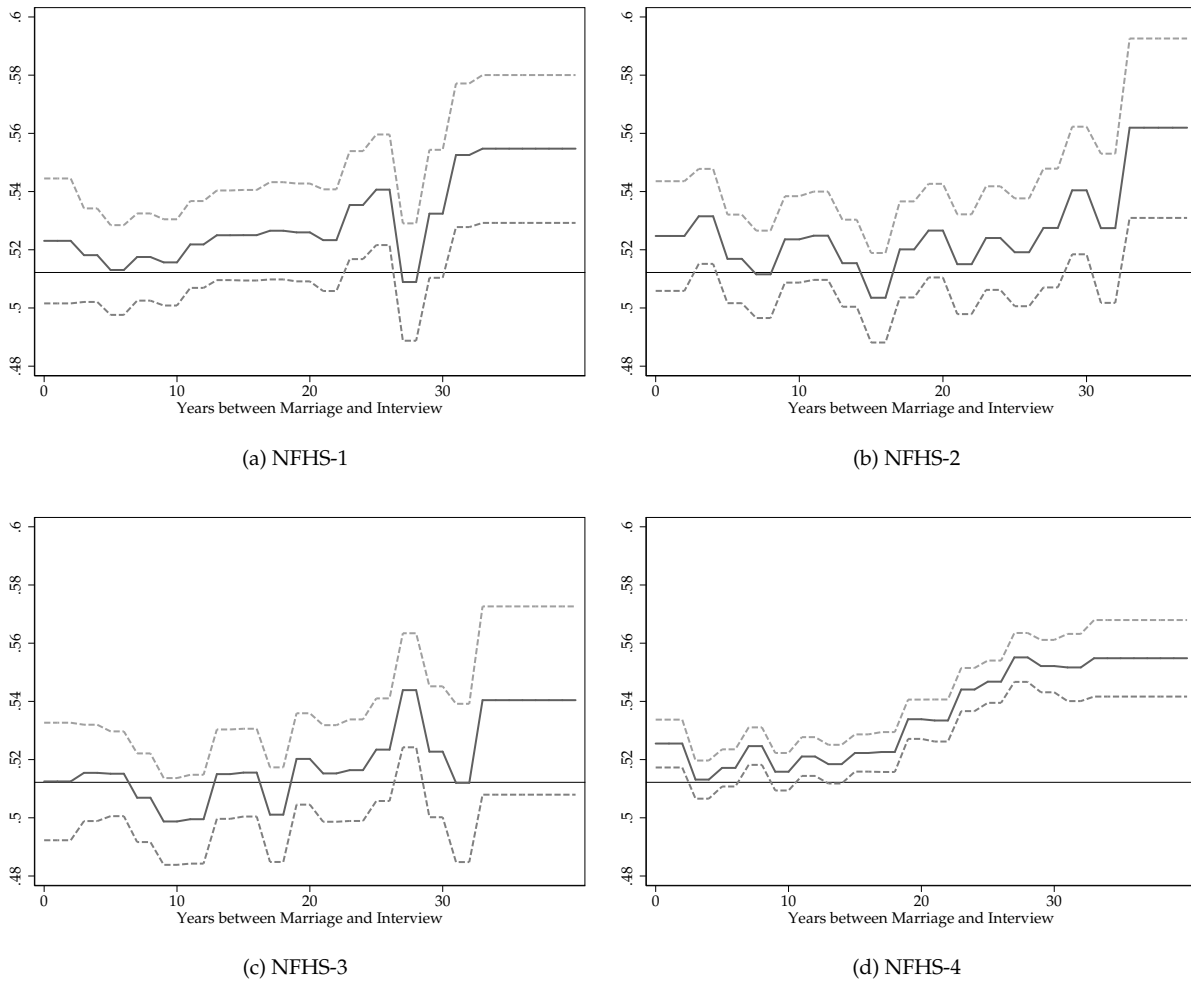 .6
.58
.56
.54
.52
.5
.48
0 10 20 30
Years between Marriage and Interview
(a) NFHS-1
.6
.58
.56
.54
.52
.5
.48
0 10 20 30
Years between Marriage and Interview
(b) NFHS-2
.6
.58
.56
.54
.52
.5
.48
0 10 20 30
Years between Marriage and Interview
(c) NFHS-3
.6
.58
.56
.54
.52
.5
.48
0 10 20 30
Years between Marriage and Interview
(d) NFHS-4